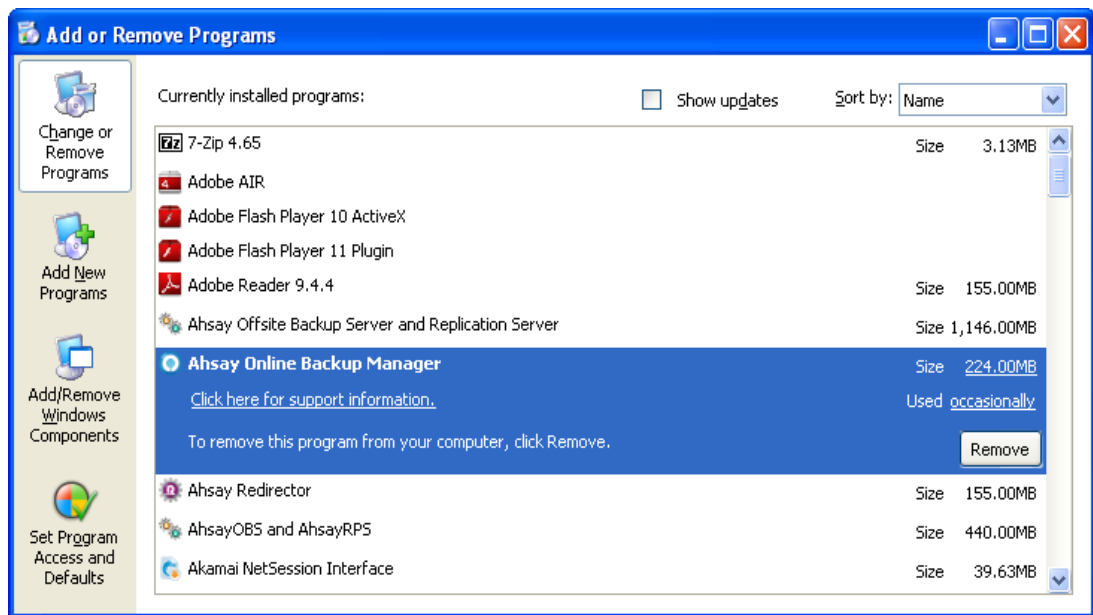 Add or Remove Programs
Change or
Remove
Programs
Add New
Programs
Add/Remove
Windows
Components
Set Program
Access and
Defaults
Currently installed programs:
Show updates
Sort by: Name
7z 7-Zip 4.65 Size 3.13MB
Adobe AIR
Adobe Flash Player 10 ActiveX
Adobe Flash Player 11 Plugin
Adobe Reader 9.4.4 Size 155.00MB
Ahsay Offsite Backup Server and Replication Server Size 1,146.00MB
Ahsay Online Backup Manager Size 224.00MB
Click here for support information. Used occasionally
To remove this program from your computer, click Remove. Remove
Ahsay Redirector Size 155.00MB
AhsayOBS and AhsayRPS Size 440.00MB
Akamai NetSession Interface Size 39.63MB